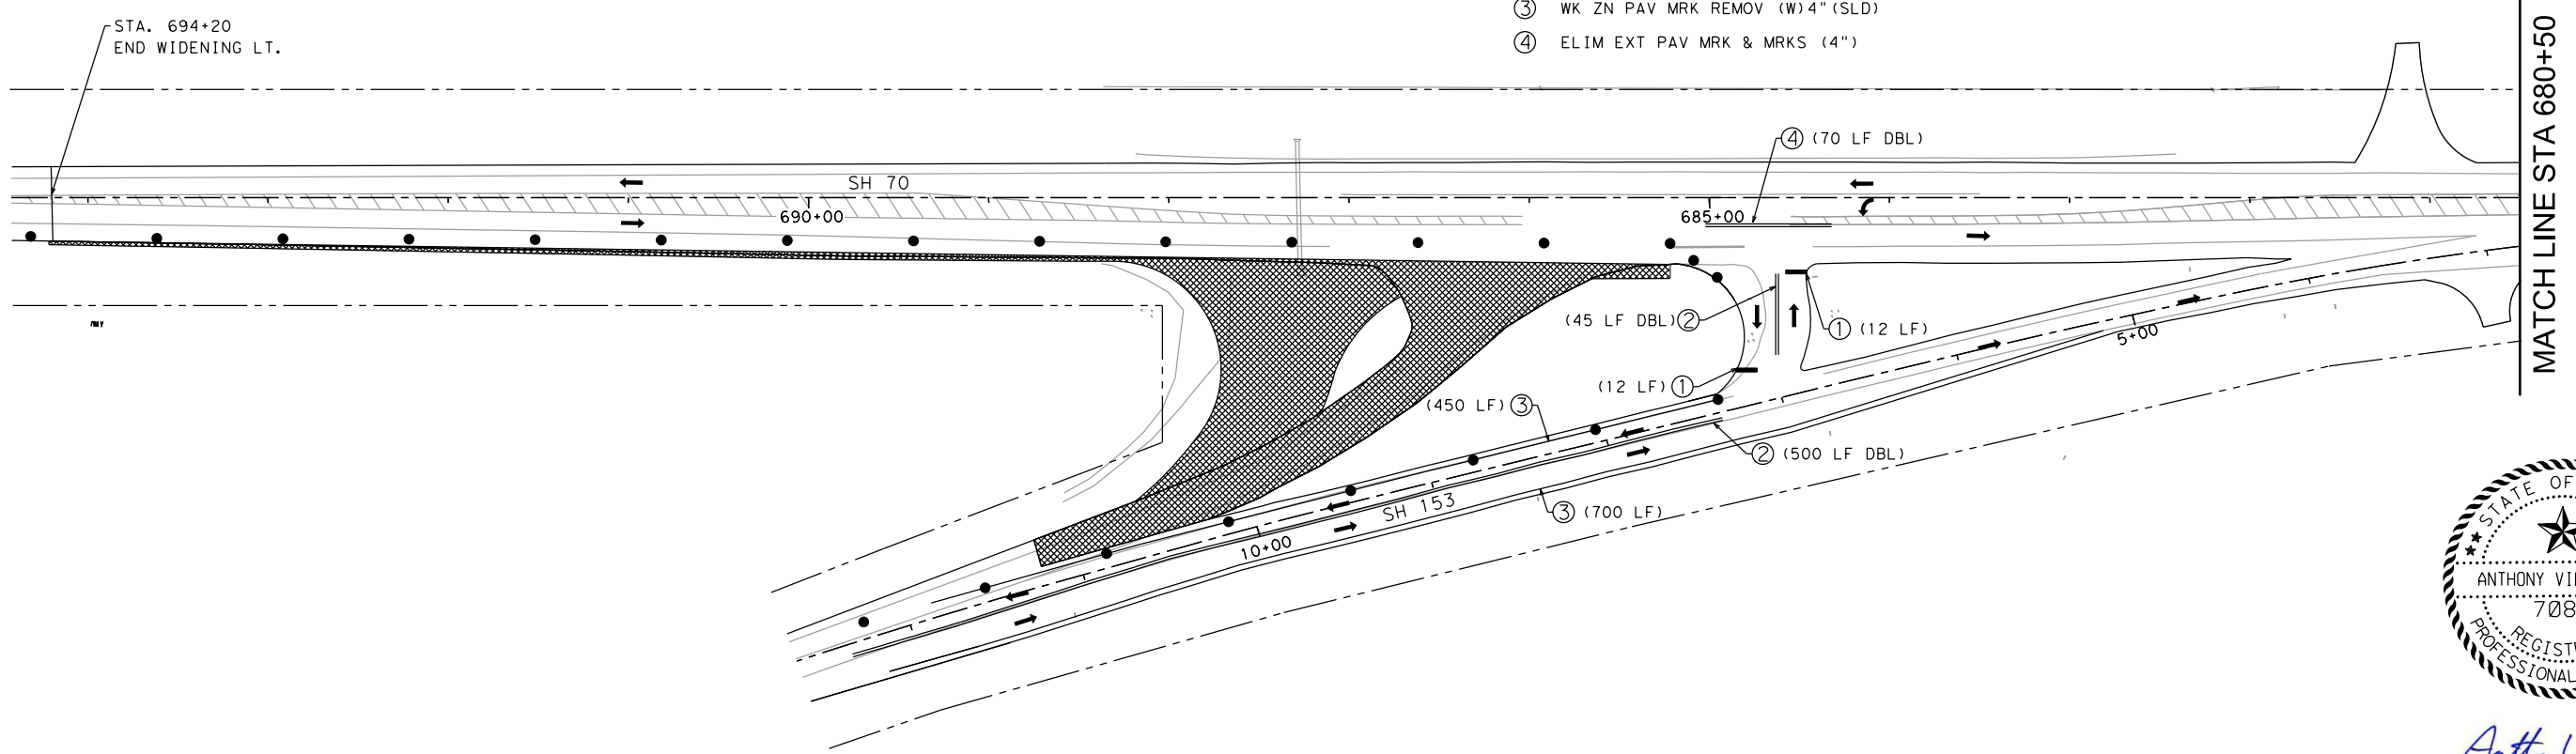 ③ WK ZN PAV MRK REMOV (W)4"(SLD)
④ ELIM EXT PAV MRK & MRKS (4")
STA. 694+20
END WIDENING LT.
MATCH LINE STA 680+50
④ (70 LF DBL)
SH 70
690+00
685+00
(45 LF DBL) ②
① (12 LF)
(12 LF) ①
5+00
(450 LF) ③
② (500 LF DBL)
SH 153
③ (700 LF)
10+00
STATE OF
ANTHONY
708
PROFESSIONAL